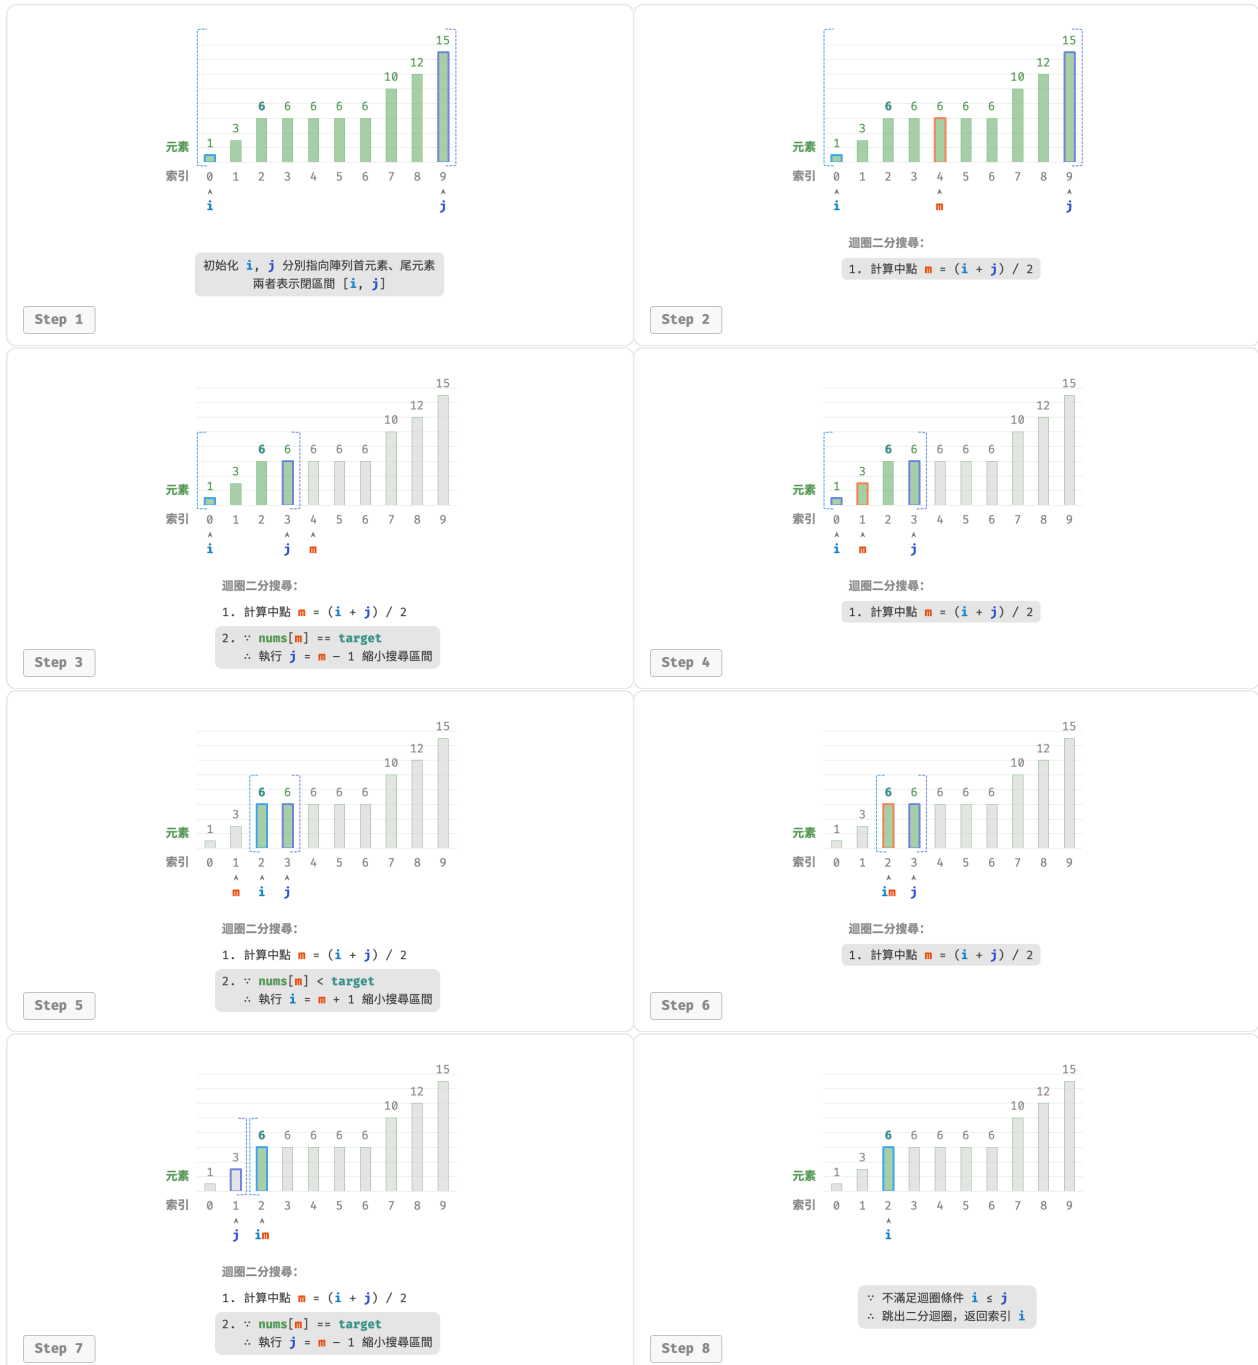 15
12
10
6 6 6 6 6
3
1
元素
索引 0 1 2 3 4 5 6 7 8 9
i j
初始化 i, j 分別指向陣列首元素、尾元素
兩者表示閉區間 [i, j]
Step 1
15
12
10
6 6 6 6 6
3
1
元素
索引 0 1 2 3 4 5 6 7 8 9
i m j
迴圈二分搜尋:
1. 計算中點 m = (i + j) / 2
Step 2
15
12
10
6 6 6 6 6
3
1
元素
索引 0 1 2 3 4 5 6 7 8 9
i j m
迴圈二分搜尋:
1. 計算中點 m = (i + j) / 2
2. ∵ nums[m] == target
∴ 執行 j = m − 1 縮小搜尋區間
Step 3
15
12
10
6 6 6 6 6
3
1
元素
索引 0 1 2 3 4 5 6 7 8 9
i m j
迴圈二分搜尋:
1. 計算中點 m = (i + j) / 2
Step 4
15
12
10
6 6 6 6 6
3
1
元素
索引 0 1 2 3 4 5 6 7 8 9
m i j
迴圈二分搜尋:
1. 計算中點 m = (i + j) / 2
2. ∵ nums[m] < target
∴ 執行 i = m + 1 縮小搜尋區間
Step 5
15
12
10
6 6 6 6 6
3
1
元素
索引 0 1 2 3 4 5 6 7 8 9
im j
迴圈二分搜尋:
1. 計算中點 m = (i + j) / 2
Step 6
15
12
10
6 6 6 6 6
3
1
元素
索引 0 1 2 3 4 5 6 7 8 9
j im
迴圈二分搜尋:
1. 計算中點 m = (i + j) / 2
2. ∵ nums[m] == target
∴ 執行 j = m − 1 縮小搜尋區間
Step 7
15
12
10
6 6 6 6 6
3
1
元素
索引 0 1 2 3 4 5 6 7 8 9
i
∵ 不滿足迴圈條件 i ≤ j
∴ 跳出二分迴圈，返回索引 i
Step 8